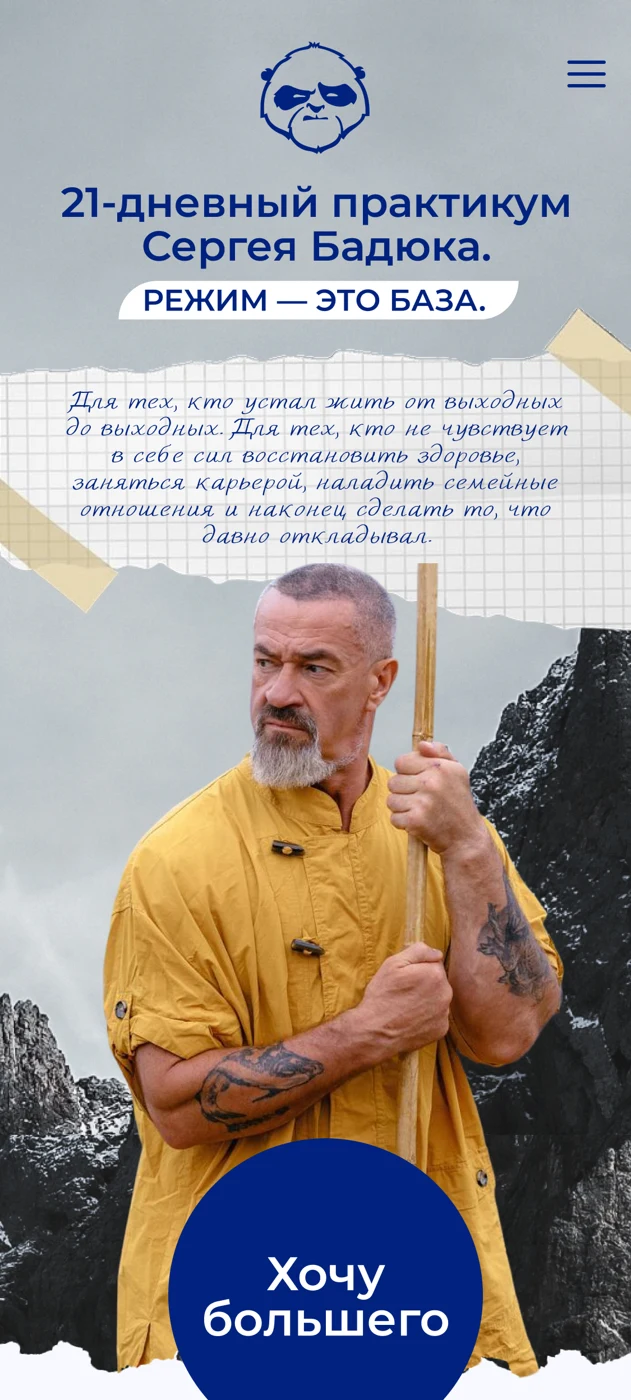 21-дневный практикум
Сергея Бадюка.
РЕЖИМ — ЭТО БАЗА.
Для тех, кто устал жить от выходных
до выходных. Для тех, кто не чувствует
в себе сил восстановить здоровье,
заняться карьерой, наладить семейные
отношения и наконец сделать то, что
давно откладывал.
Хочу
большего